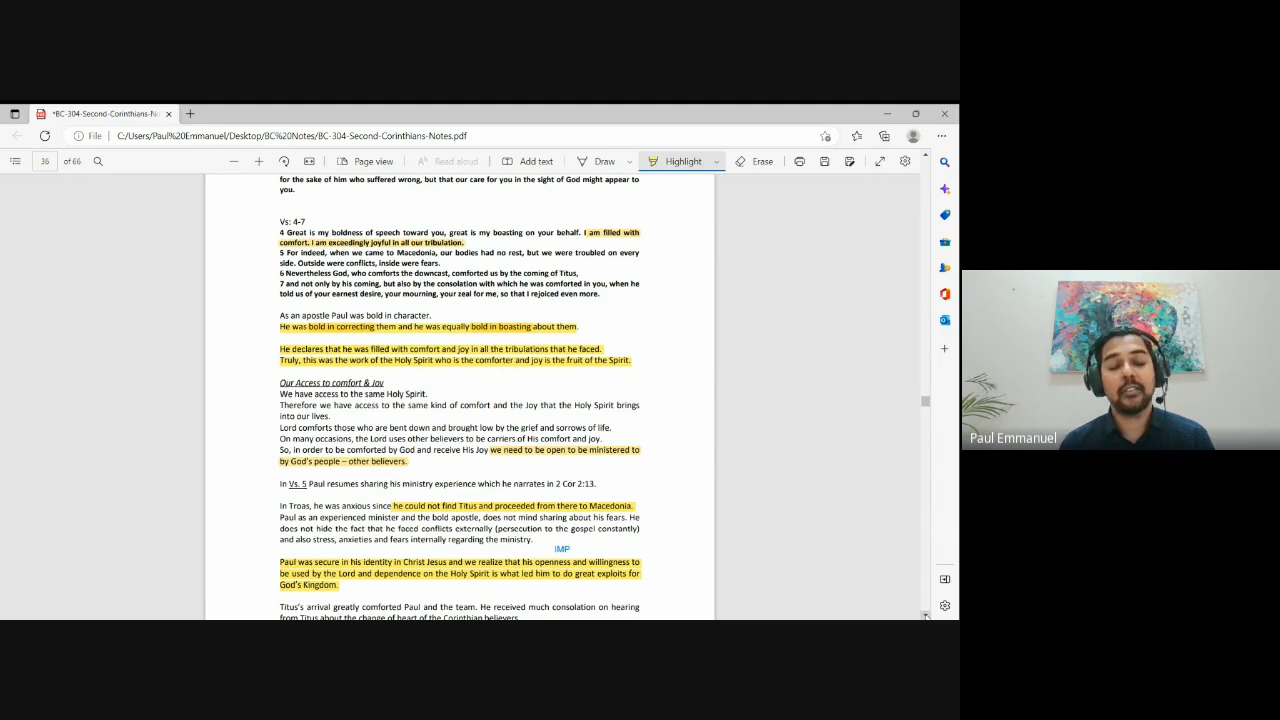 *BC-304-Second-Corinthians-No
File
C:/Users/Paul%20Emmanuel/Desktop/BC%20Notes/BC-304-Second-Corinthians-Notes.pdf
36 of 66
Page view
Read aloud
Add text
Draw
Highlight
Erase
for the sake of him who suffered wrong, but that our care for you in the sight of God might appear to
you.
Vs: 4-7
4 Great is my boldness of speech toward you, great is my boasting on your behalf. I am filled with
comfort. I am exceedingly joyful in all our tribulation.
5 For indeed, when we came to Macedonia, our bodies had no rest, but we were troubled on every
side. Outside were conflicts, inside were fears.
6 Nevertheless God, who comforts the downcast, comforted us by the coming of Titus,
7 and not only by his coming, but also by the consolation with which he was comforted in you, when he
told us of your earnest desire, your mourning, your zeal for me, so that I rejoiced even more.
As an apostle Paul was bold in character.
He was bold in correcting them and he was equally bold in boasting about them.
He declares that he was filled with comfort and joy in all the tribulations that he faced.
Truly, this was the work of the Holy Spirit who is the comforter and joy is the fruit of the Spirit.
Our Access to comfort & Joy
We have access to the same Holy Spirit.
Therefore we have access to the same kind of comfort and the Joy that the Holy Spirit brings
into our lives.
Lord comforts those who are bent down and brought low by the grief and sorrows of life.
On many occasions, the Lord uses other believers to be carriers of His comfort and joy.
So, in order to be comforted by God and receive His Joy we need to be open to be ministered to
by God's people – other believers.
In Vs. 5 Paul resumes sharing his ministry experience which he narrates in 2 Cor 2:13.
In Troas, he was anxious since he could not find Titus and proceeded from there to Macedonia.
Paul as an experienced minister and the bold apostle, does not mind sharing about his fears. He
does not hide the fact that he faced conflicts externally (persecution to the gospel constantly)
and also stress, anxieties and fears internally regarding the ministry.
IMP
Paul was secure in his identity in Christ Jesus and we realize that his openness and willingness to
be used by the Lord and dependence on the Holy Spirit is what led him to do great exploits for
God's Kingdom.
Titus's arrival greatly comforted Paul and the team. He received much consolation on hearing
from Titus about the change of heart of the Corinthian believers
Paul Emmanuel